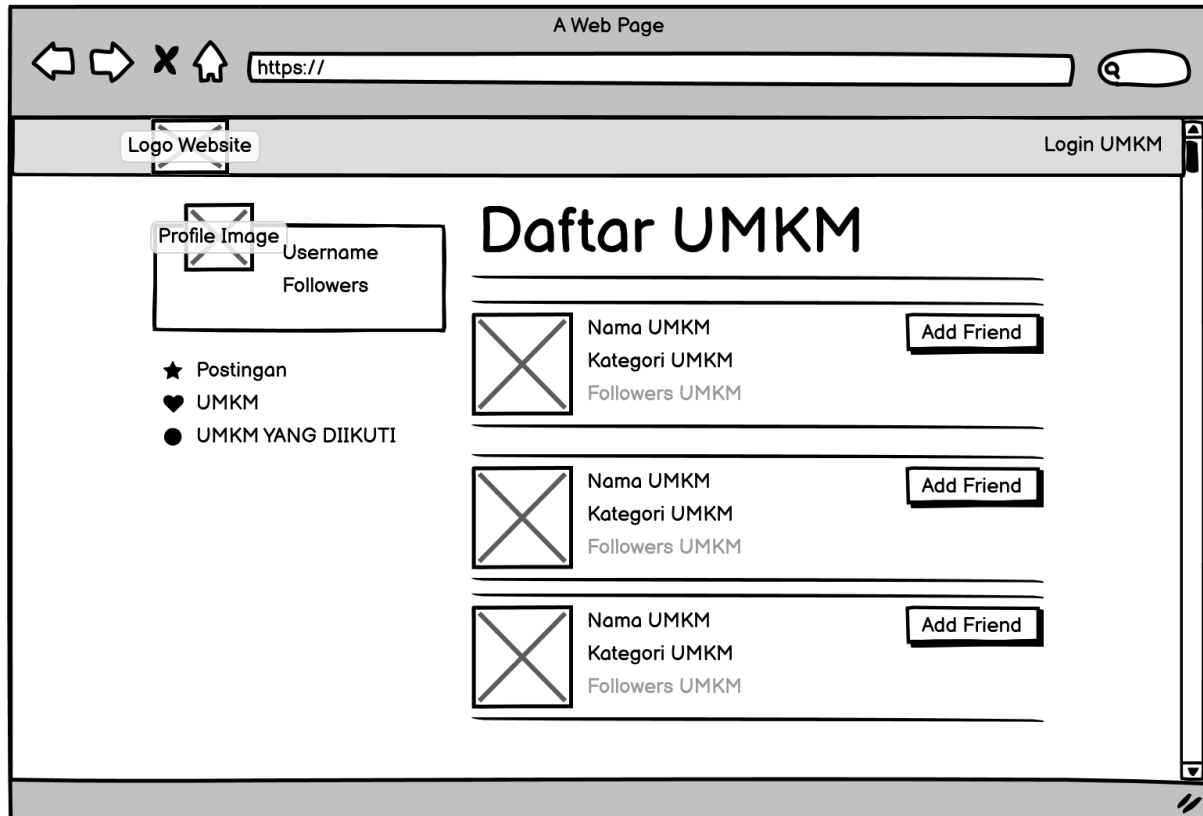 A Web Page
https://
Logo Website
Login UMKM
Profile Image
Username
Followers
Postingan
UMKM
UMKM YANG DIIKUTI
Daftar UMKM
Nama UMKM
Kategori UMKM
Followers UMKM
Add Friend
Nama UMKM
Kategori UMKM
Followers UMKM
Add Friend
Nama UMKM
Kategori UMKM
Followers UMKM
Add Friend